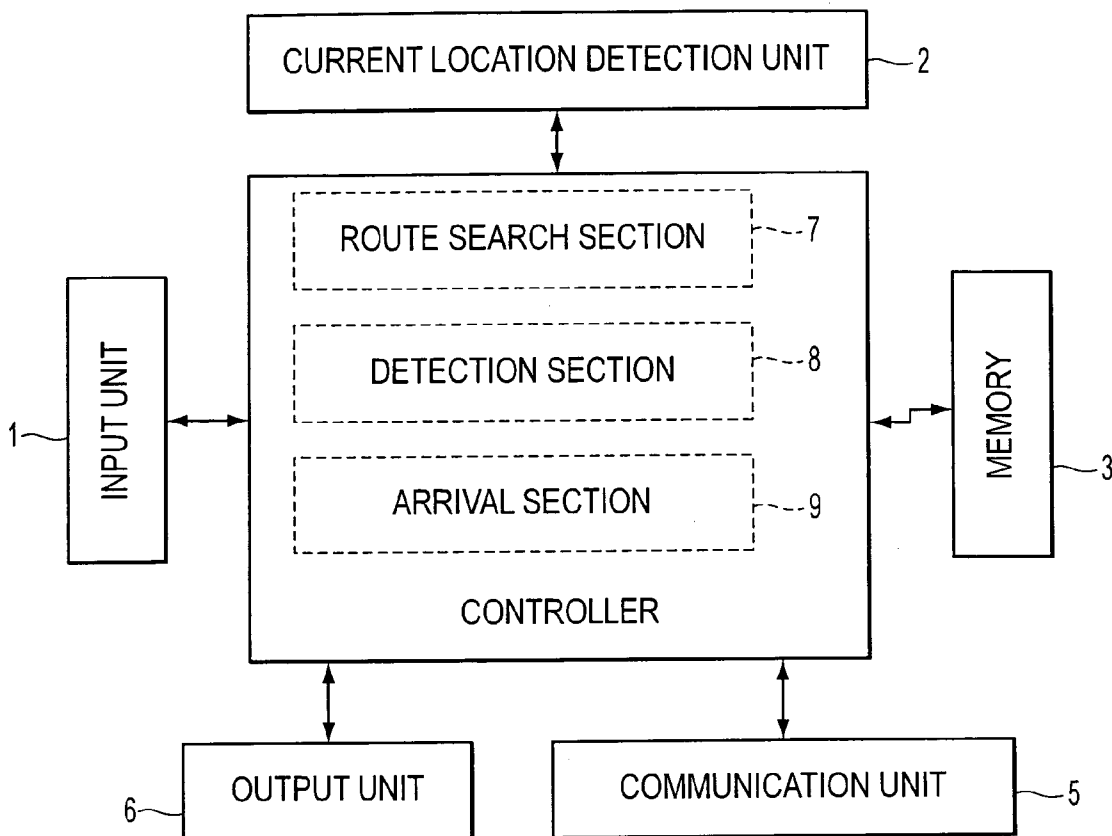 CURRENT LOCATION DETECTION UNIT
2
ROUTE SEARCH SECTION
7
DETECTION SECTION
8
ARRIVAL SECTION
9
CONTROLLER
1
INPUT UNIT
MEMORY
3
OUTPUT UNIT
6
COMMUNICATION UNIT
5